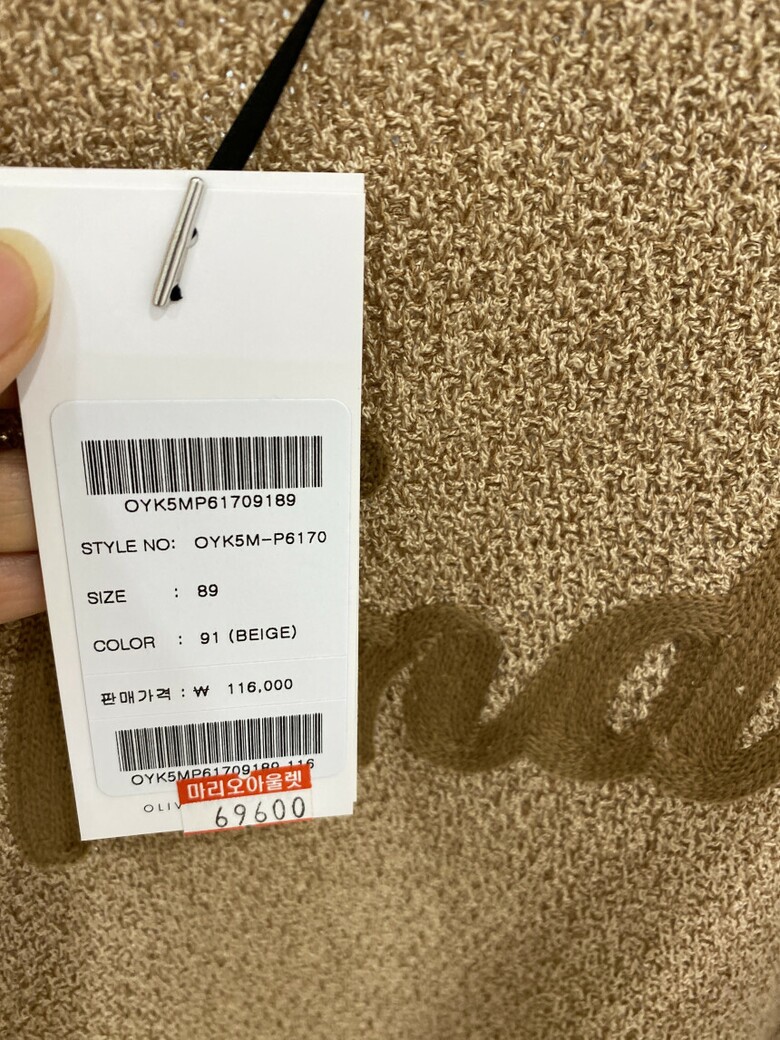 OYK5MP61709189
STYLE NO: OYK5M-P6170
SIZE : 89
COLOR : 91 (BEIGE)
판매가격 : ₩ 116,000
OYK5MP61709189 116
마리오아울렛
OLIV
69600